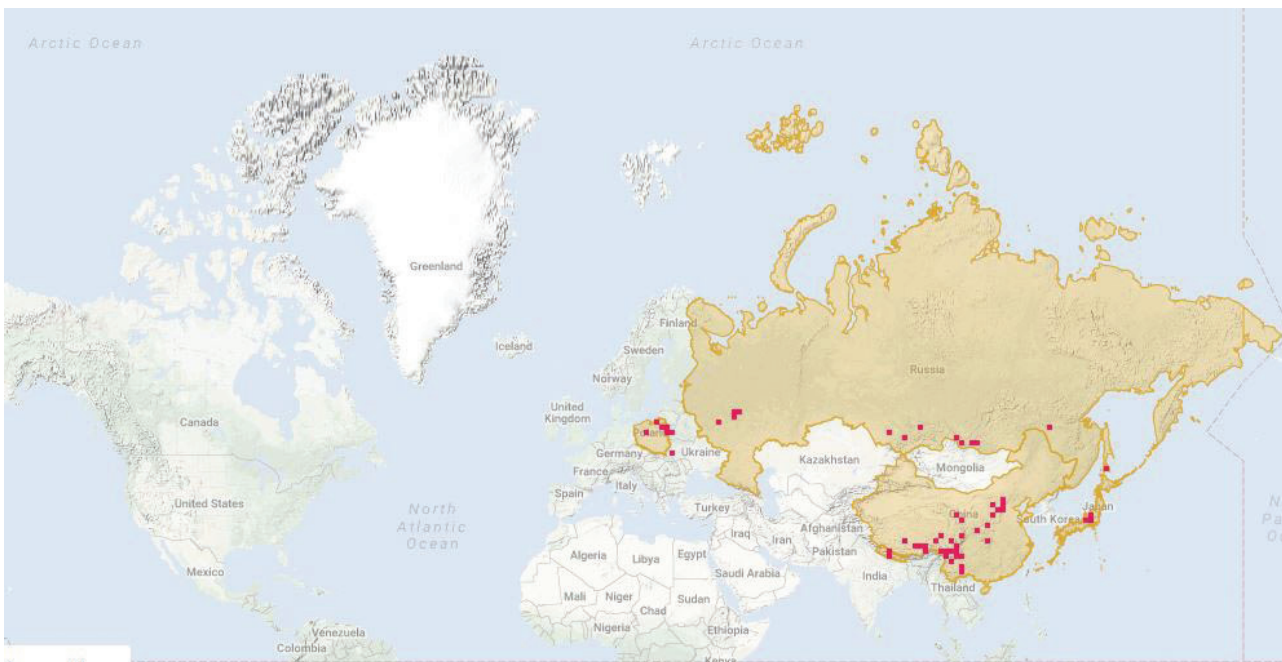 Arctic Ocean
Arctic Ocean
Greenland
Iceland
Finland
Sweden
Norway
Russia
Canada
United
Kingdom
Germany
Ukraine
France
Kazakhstan
Mongolia
Italy
Spain
Turkey
United States
North
Atlantic
Ocean
China
South Korea
Japan
Afghanistan
Iraq
Iran
Pakistan
Algeria
Libya
Egypt
Saudi Arabia
India
Mexico
Thailand
Mali
Niger
Chad
Sudan
Nigeria
Ethiopia
Venezuela
Colombia